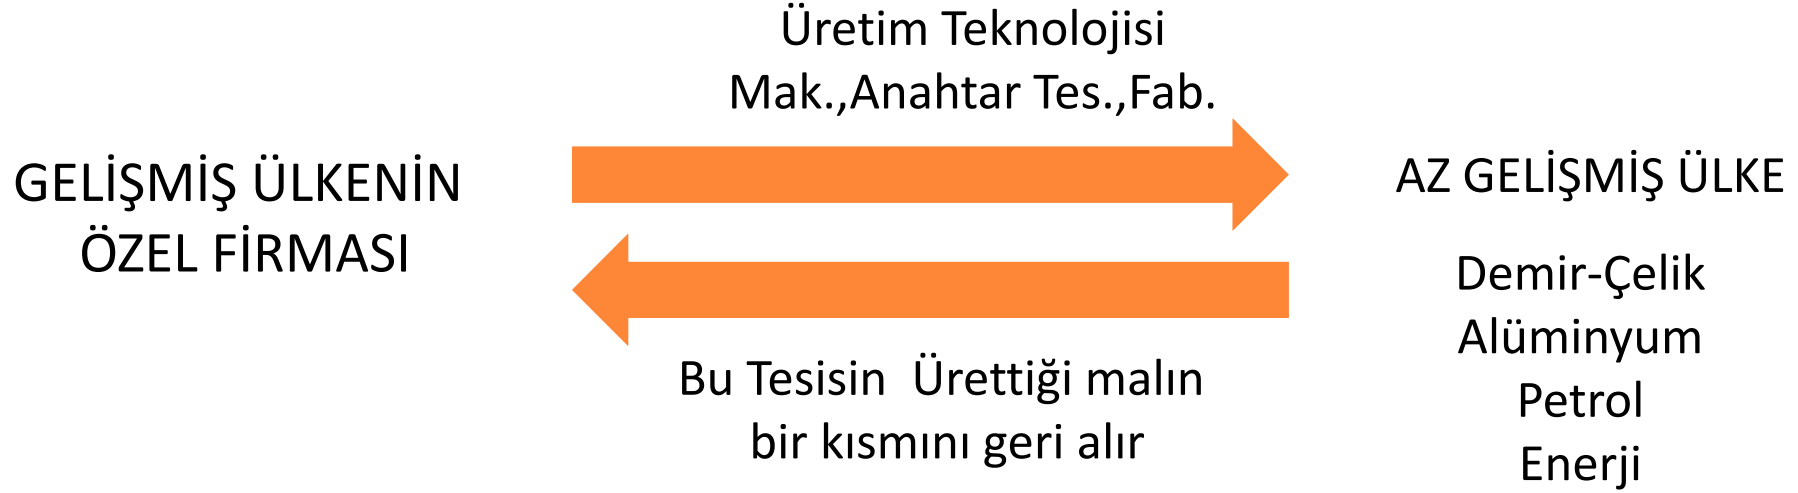 Üretim Teknolojisi
Mak.,Anahtar Tes.,Fab.
GELİŞMİŞ ÜLKENİN
ÖZEL FİRMASI
AZ GELİŞMİŞ ÜLKE
Demir-Çelik
Alüminyum
Petrol
Enerji
Bu Tesisin  Ürettiği malın
bir kısmını geri alır